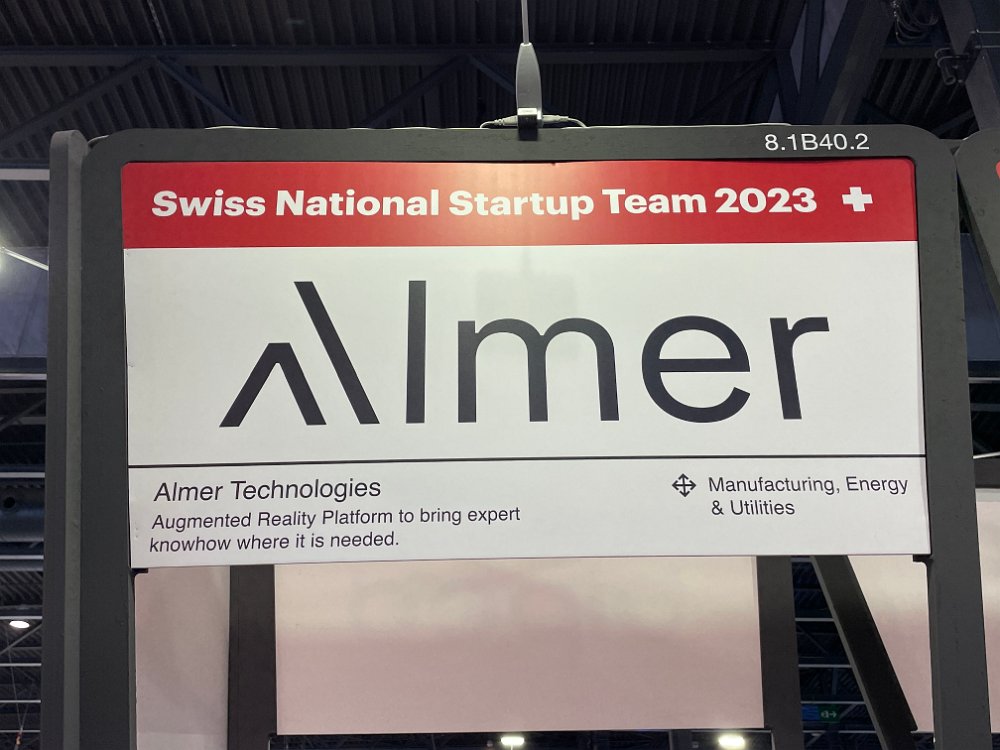 8.1B40.2
Swiss National Startup Team 2023
Almer
Almer Technologies
Augmented Reality Platform to bring expert
knowhow where it is needed.
Manufacturing, Energy
& Utilities